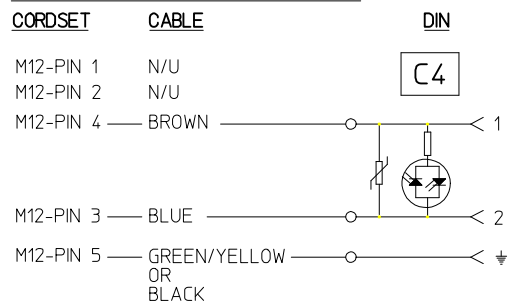 CORDSET CABLE DIN
C4
M12-PIN 1 N/U
M12-PIN 2 N/U
M12-PIN 4 BROWN 1
M12-PIN 3 BLUE 2
M12-PIN 5 GREEN/YELLOW
OR
BLACK